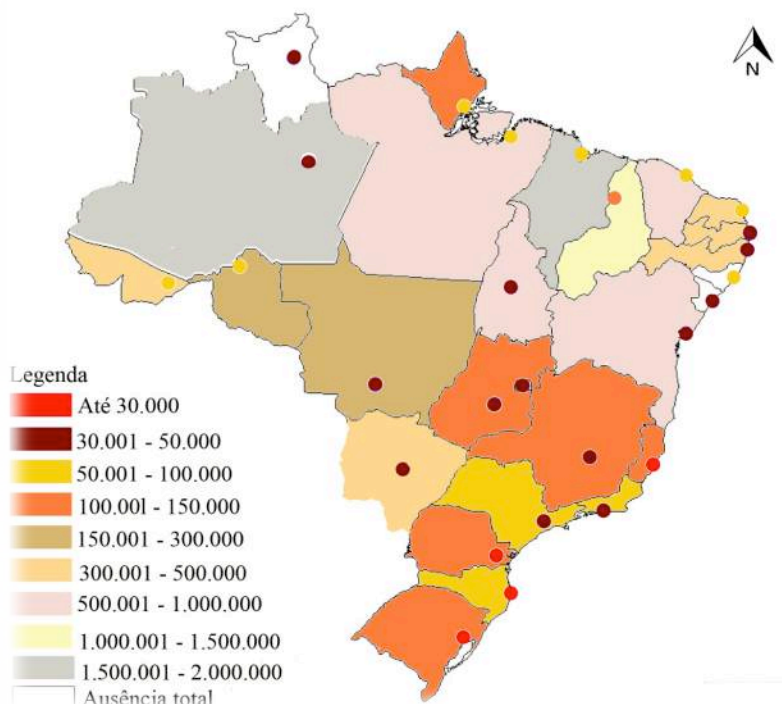 N
Legenda
Até 30.000
30.001 - 50.000
50.001 - 100.000
100.00l - 150.000
150.001 - 300.000
300.001 - 500.000
500.001 - 1.000.000
1.000.001 - 1.500.000
1.500.001 - 2.000.000
Ausência total